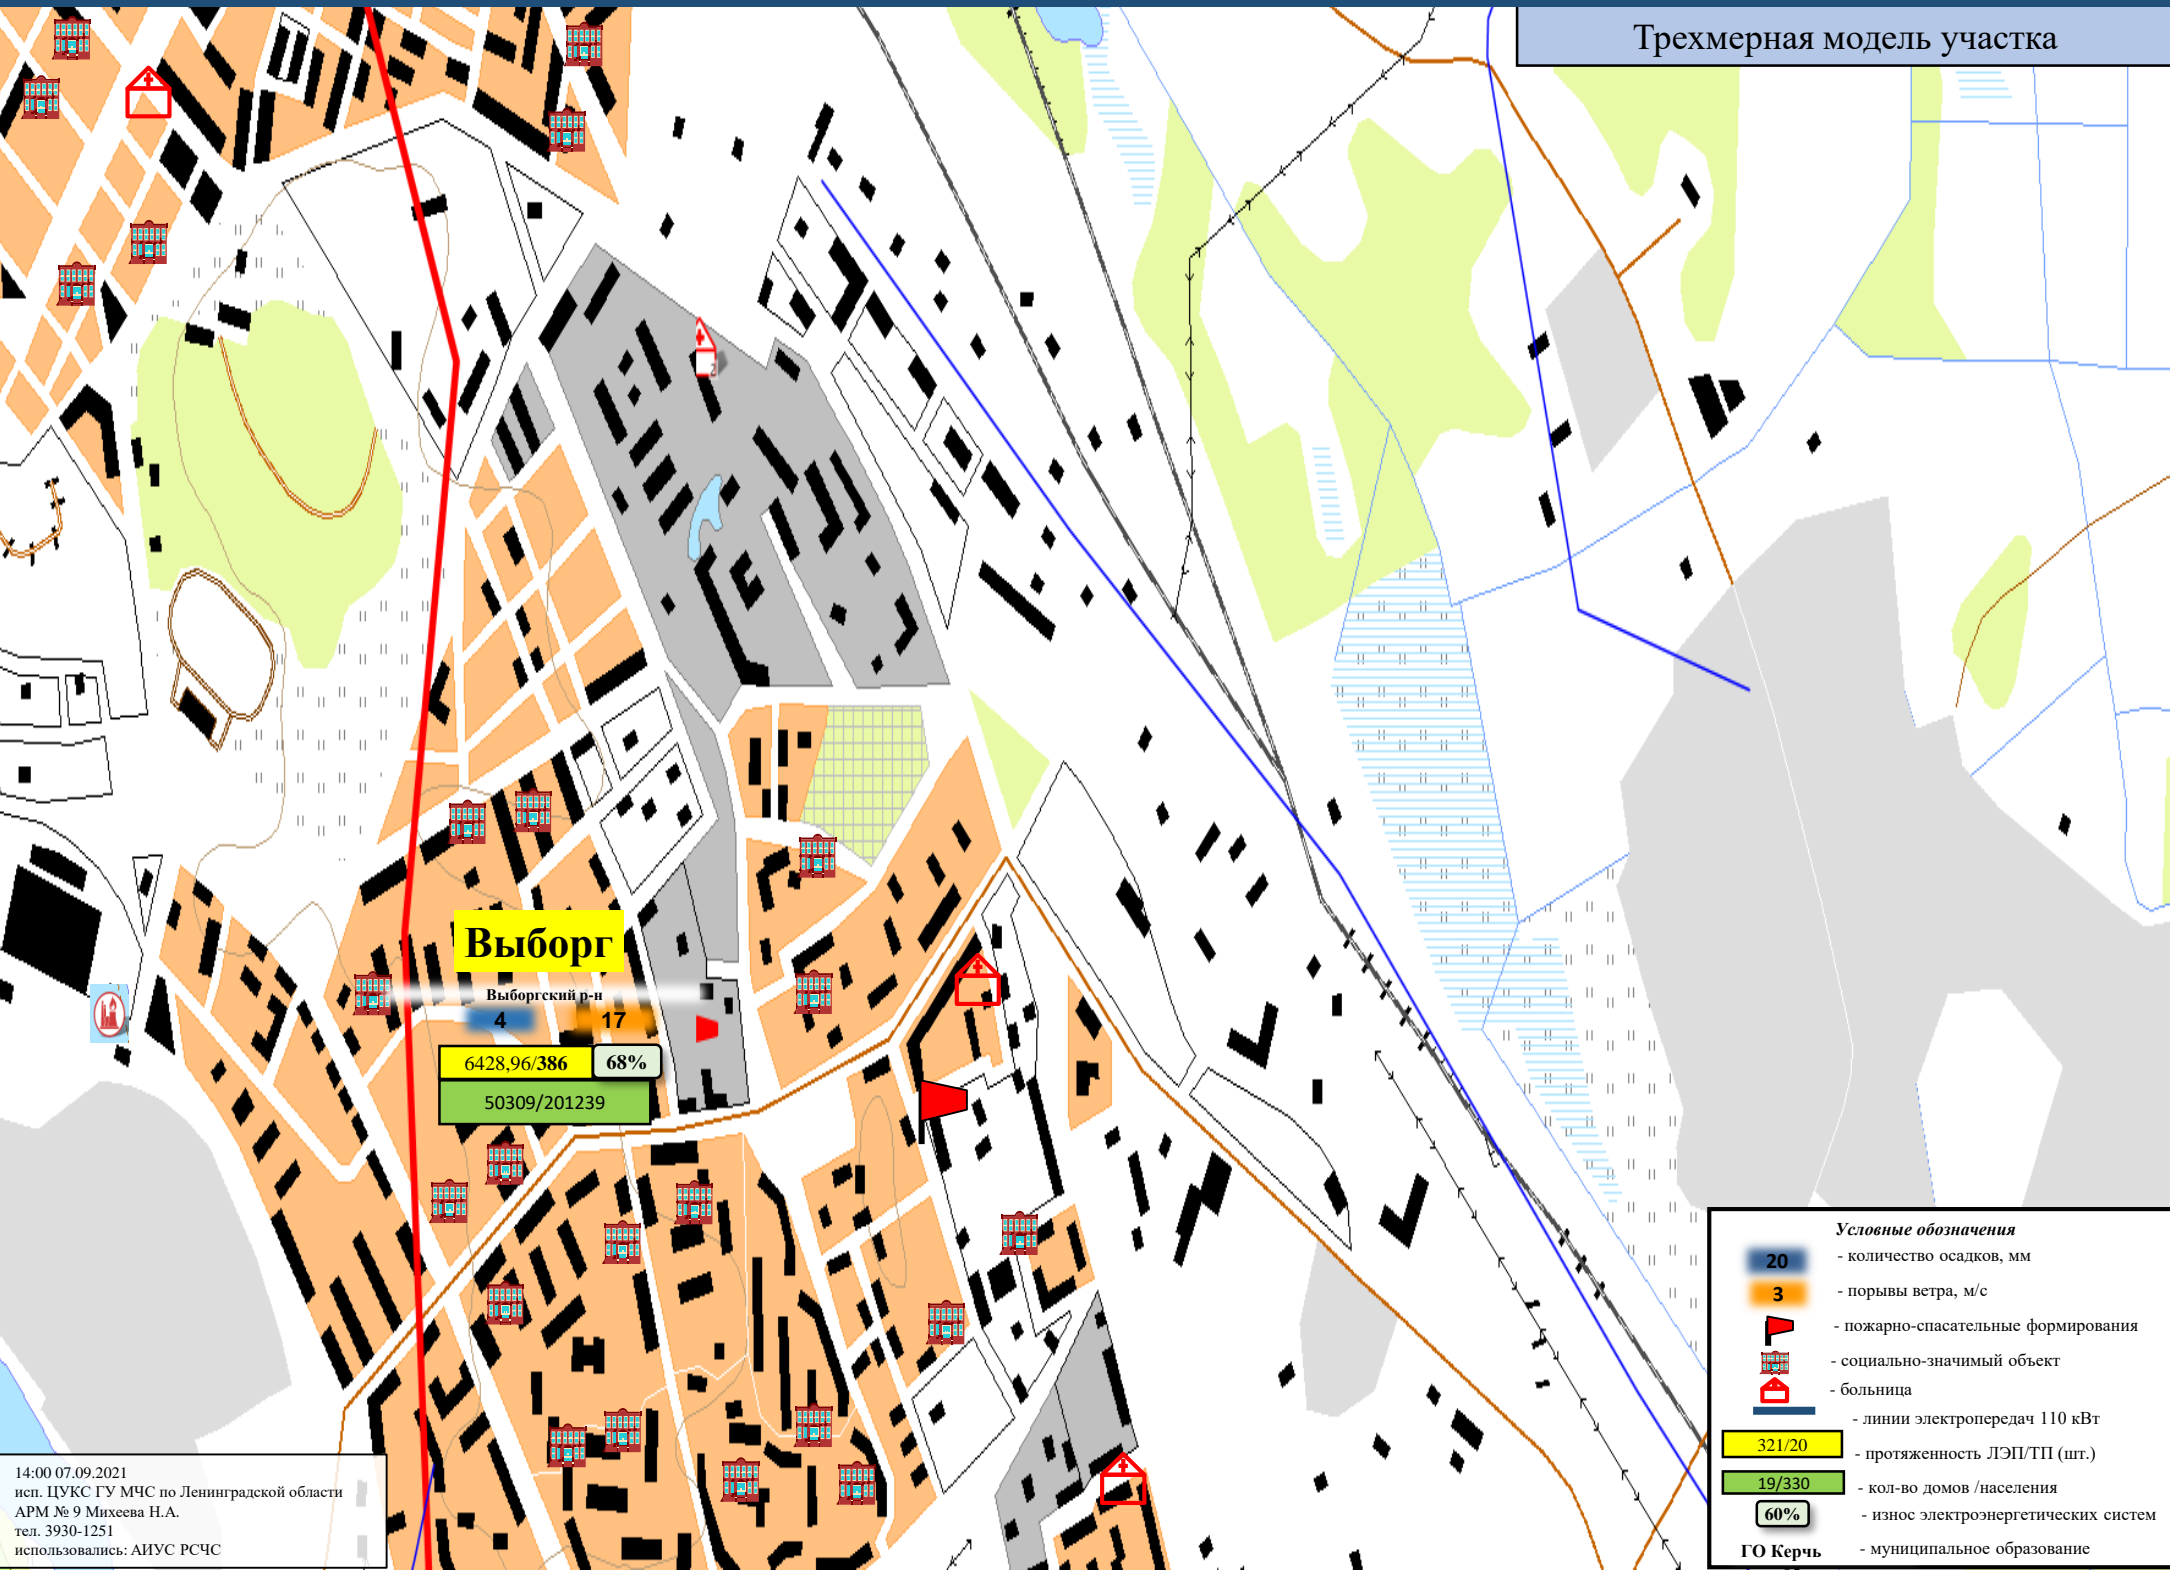 Трехмерная модель участка
Выборг
Выборгский р-н
4
17
6428,96/386
68%
50309/201239
14:00 07.09.2021
исп. ЦУКС ГУ МЧС по Ленинградской области
АРМ № 9 Михеева Н.А.
тел. 3930-1251
использовались: АИУС РСЧС
Условные обозначения
20 - количество осадков, мм
3 - порывы ветра, м/с
- пожарно-спасательные формирования
- социально-значимый объект
- больница
- линии электропередач 110 кВт
321/20 - протяженность ЛЭП/ТП (шт.)
19/330 - кол-во домов /населения
60% - износ электроэнергетических систем
ГО Керчь - муниципальное образование